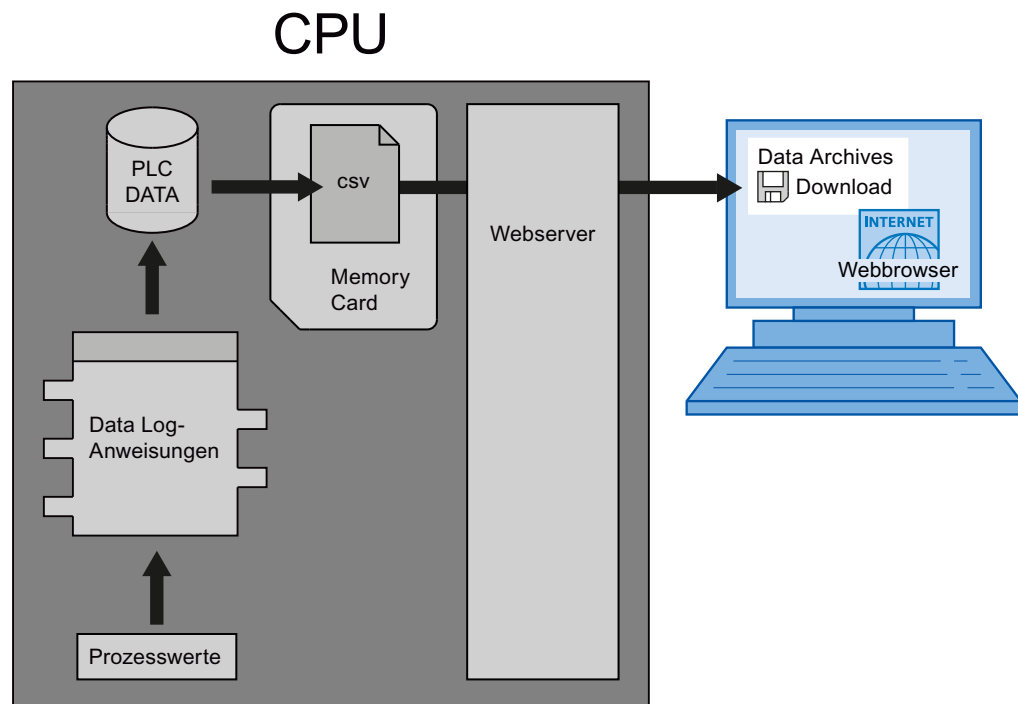 CPU
PLC
DATA
csv
Memory
Card
Webserver
Data Archives
Download
INTERNET
Webbrowser
Data Log-
Anweisungen
Prozesswerte